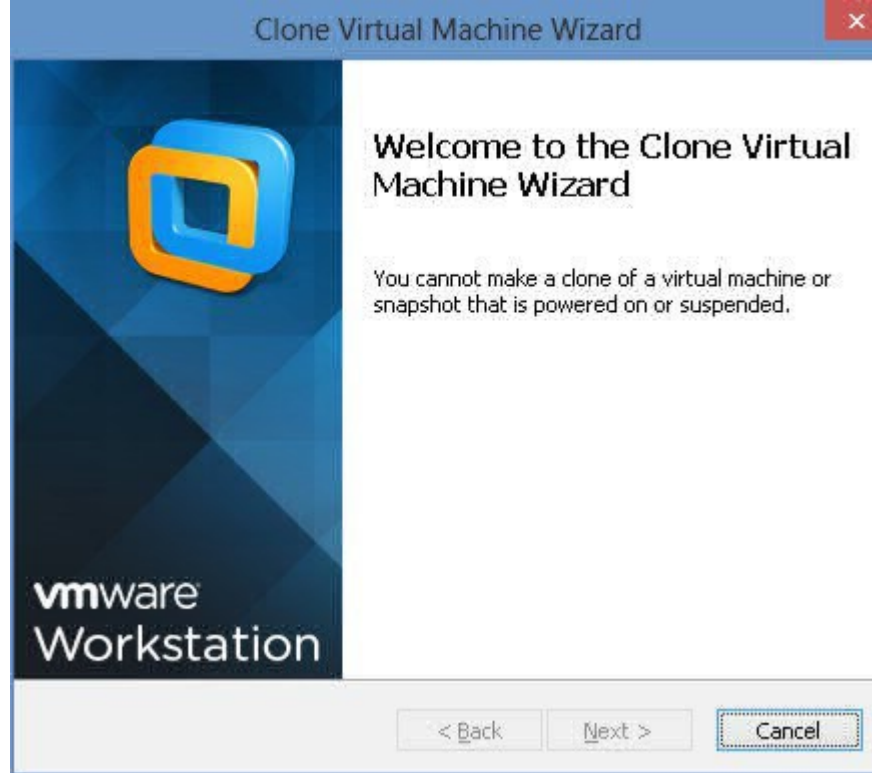 Clone Virtual Machine Wizard
Welcome to the Clone Virtual
Machine Wizard
You cannot make a clone of a virtual machine or
snapshot that is powered on or suspended.
vmware
Workstation
< Back
Next >
Cancel